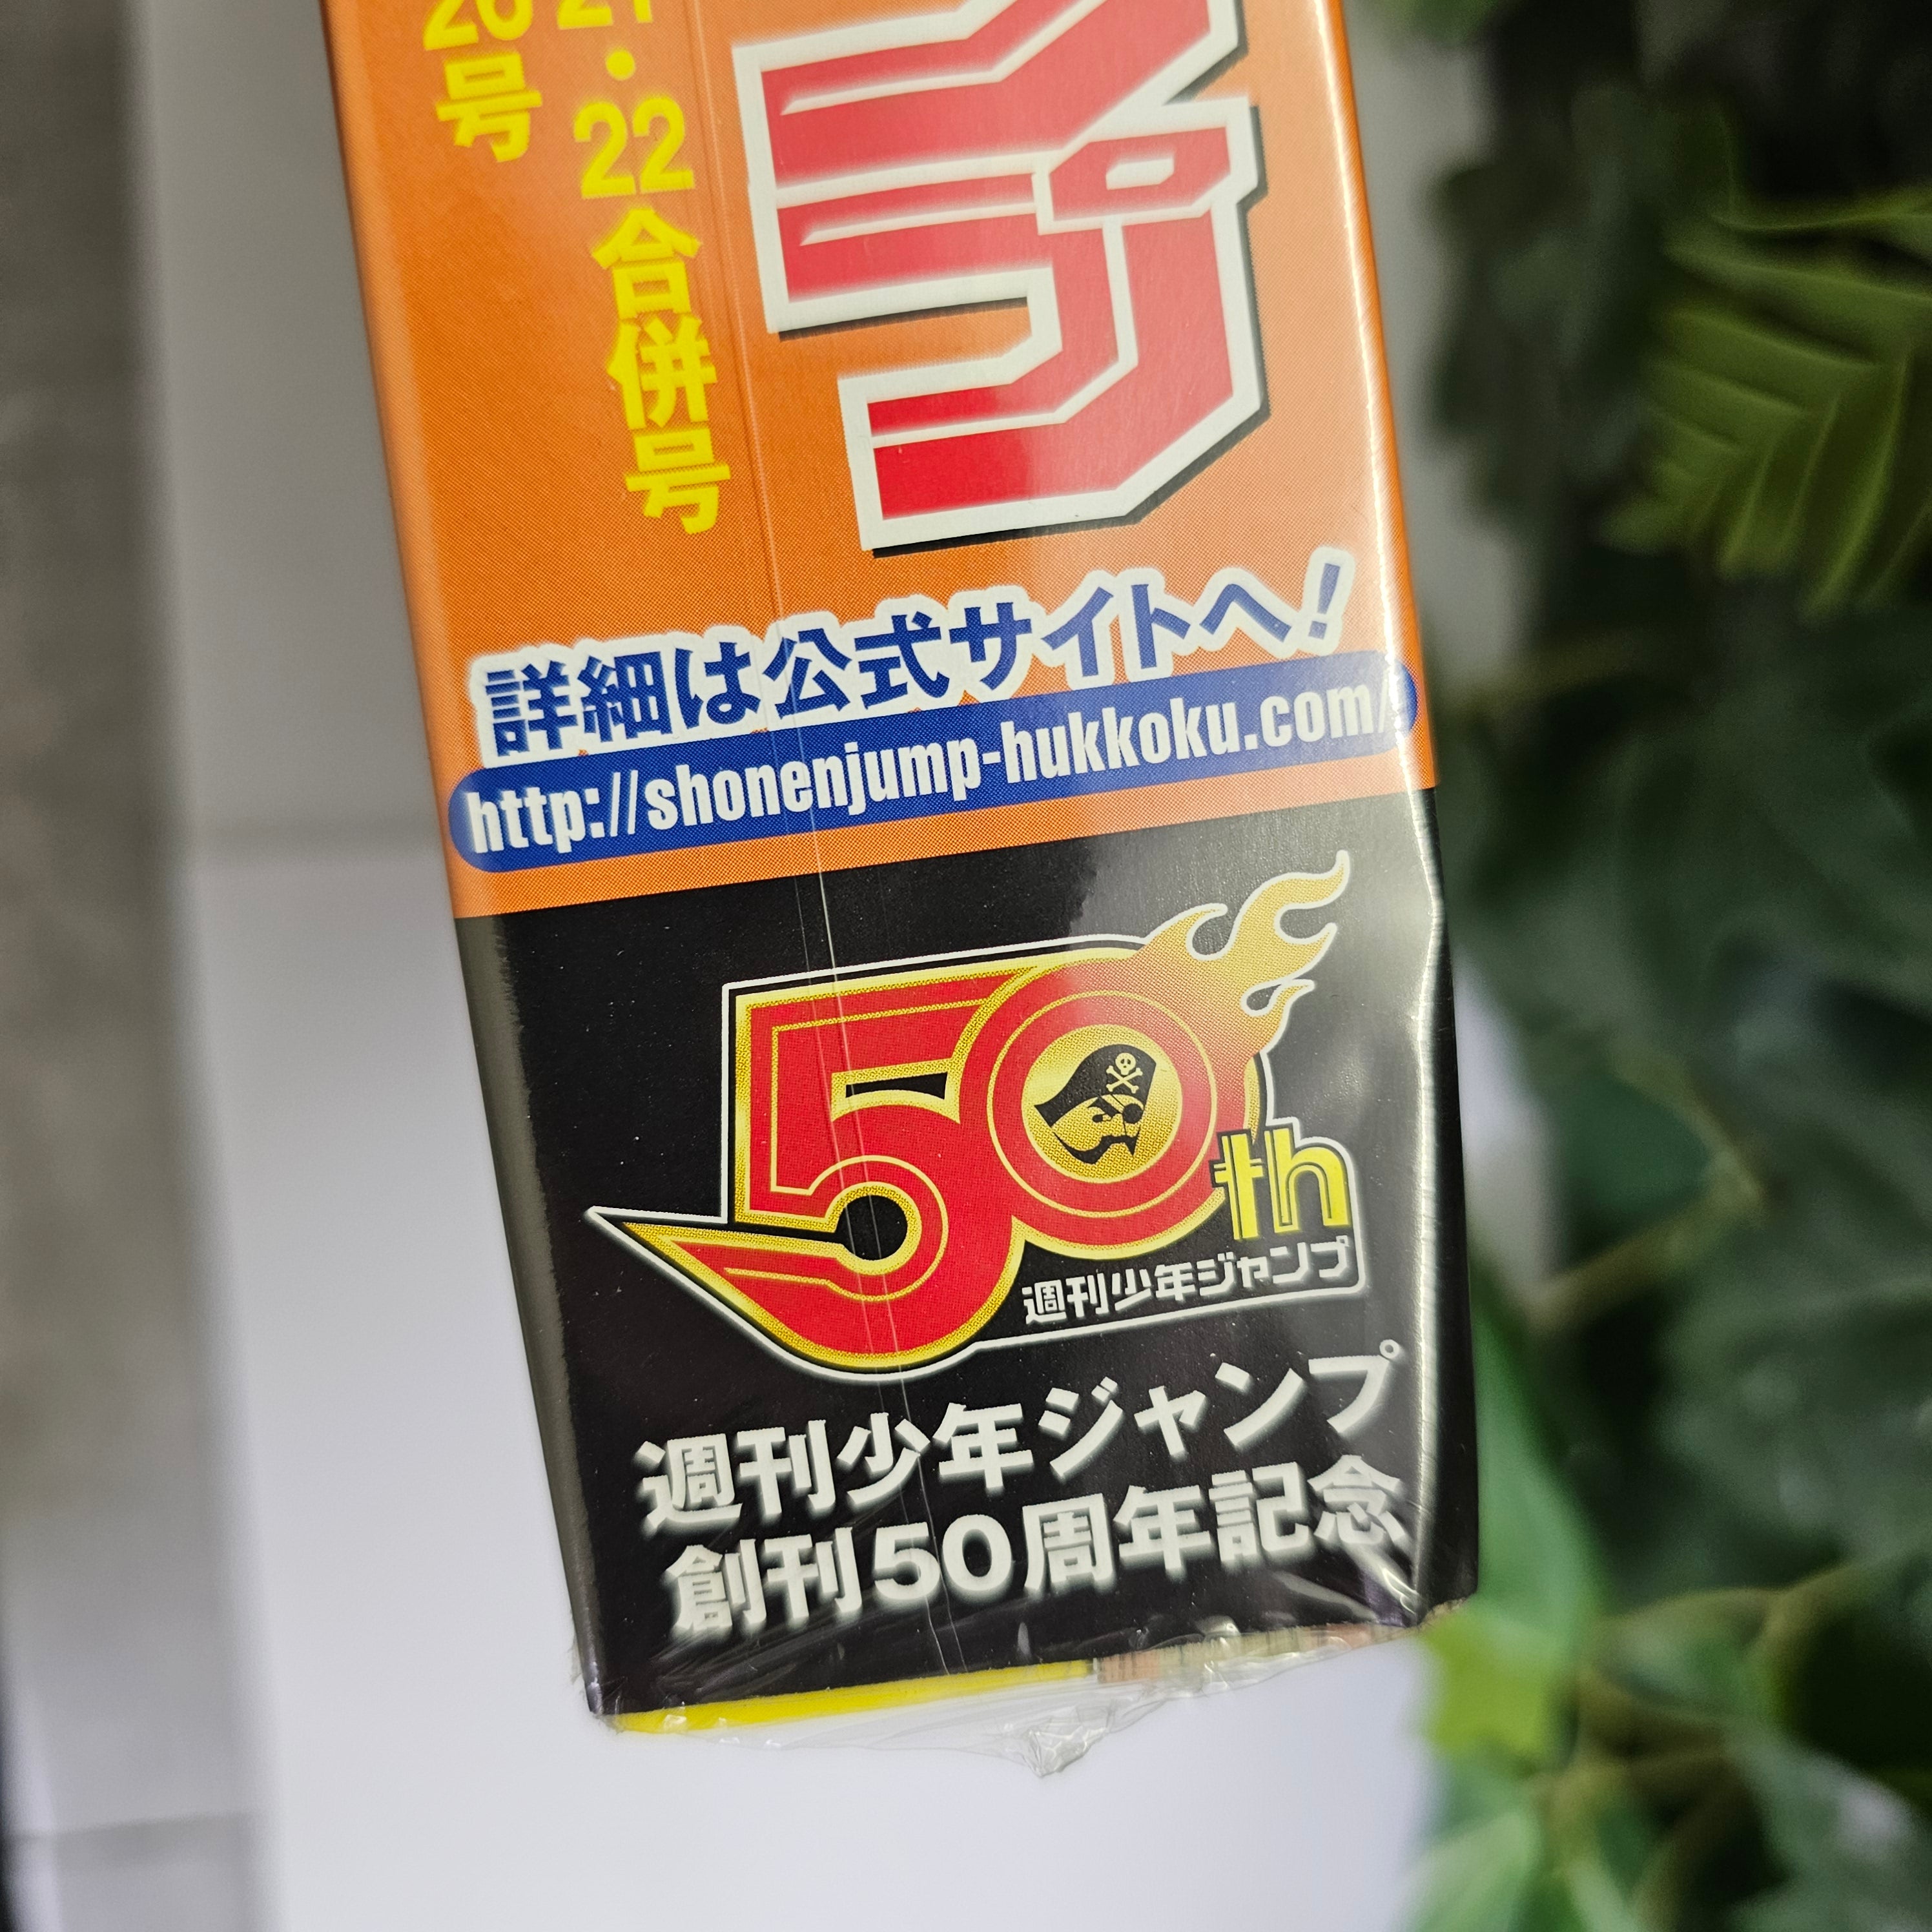 号
22合併号
ンプ
詳細は公式サイトへ!
http://shonenjump-hukkoku.com/
50th
週刊少年ジャンプ
週刊少年ジャンプ
創刊50周年記念